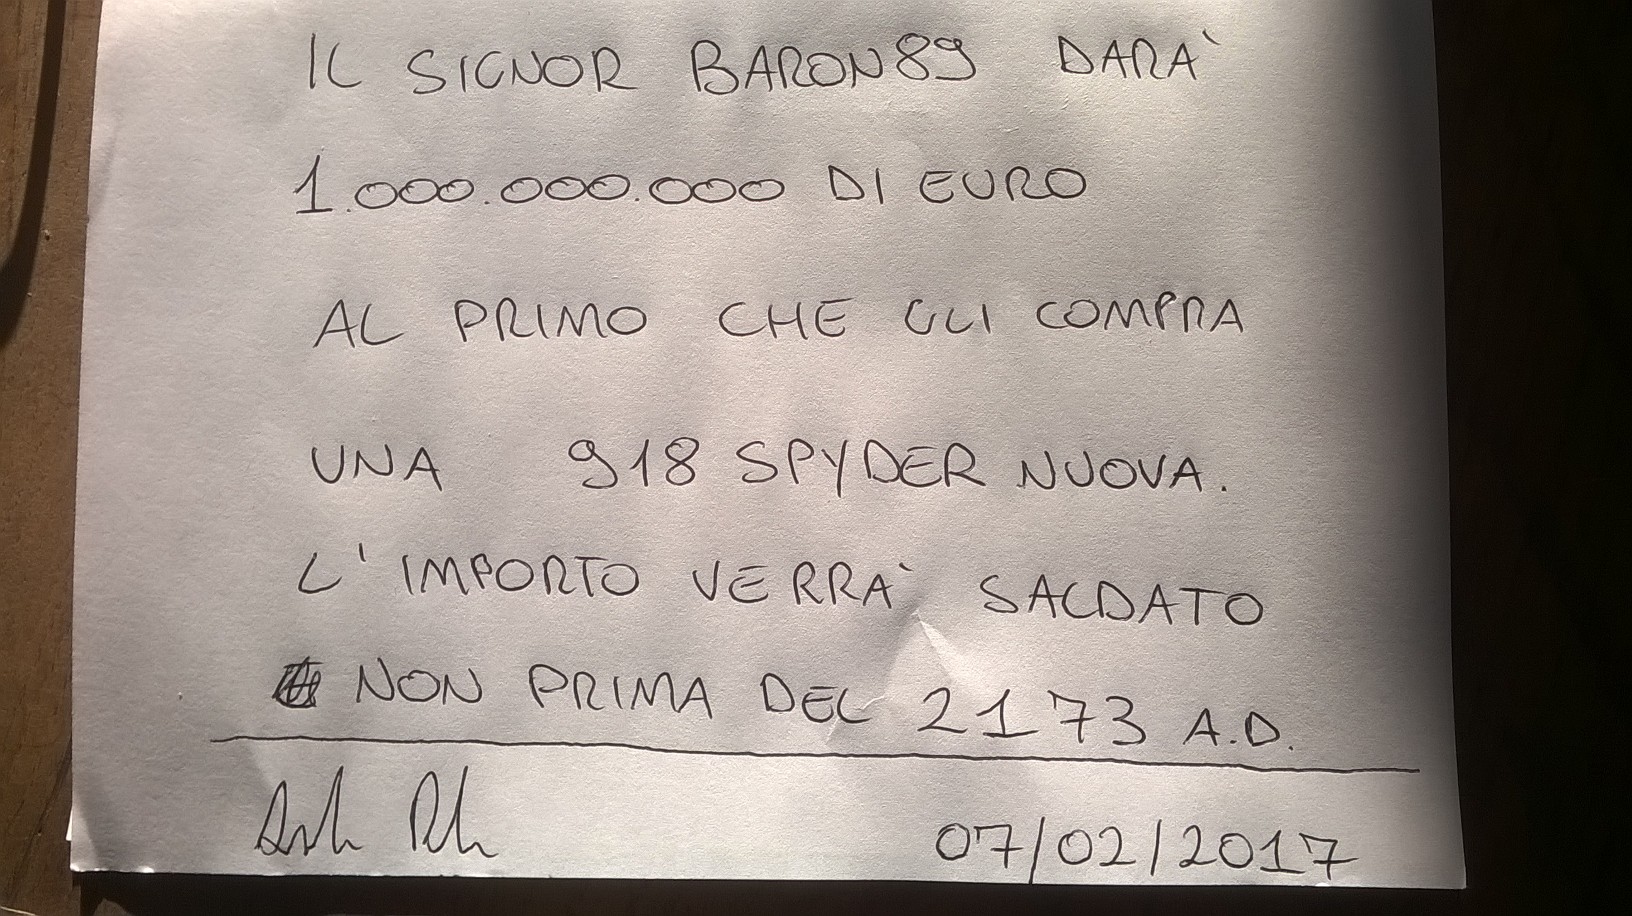 IL SIGNOR BARON89 DARÀ
1.000.000.000 DI EURO
AL PRIMO CHE GLI COMPRA
UNA 918 SPYDER NUOVA.
L'IMPORTO VERRÀ SALDATO
NON PRIMA DEL 2173 A.D.
07/02/2017